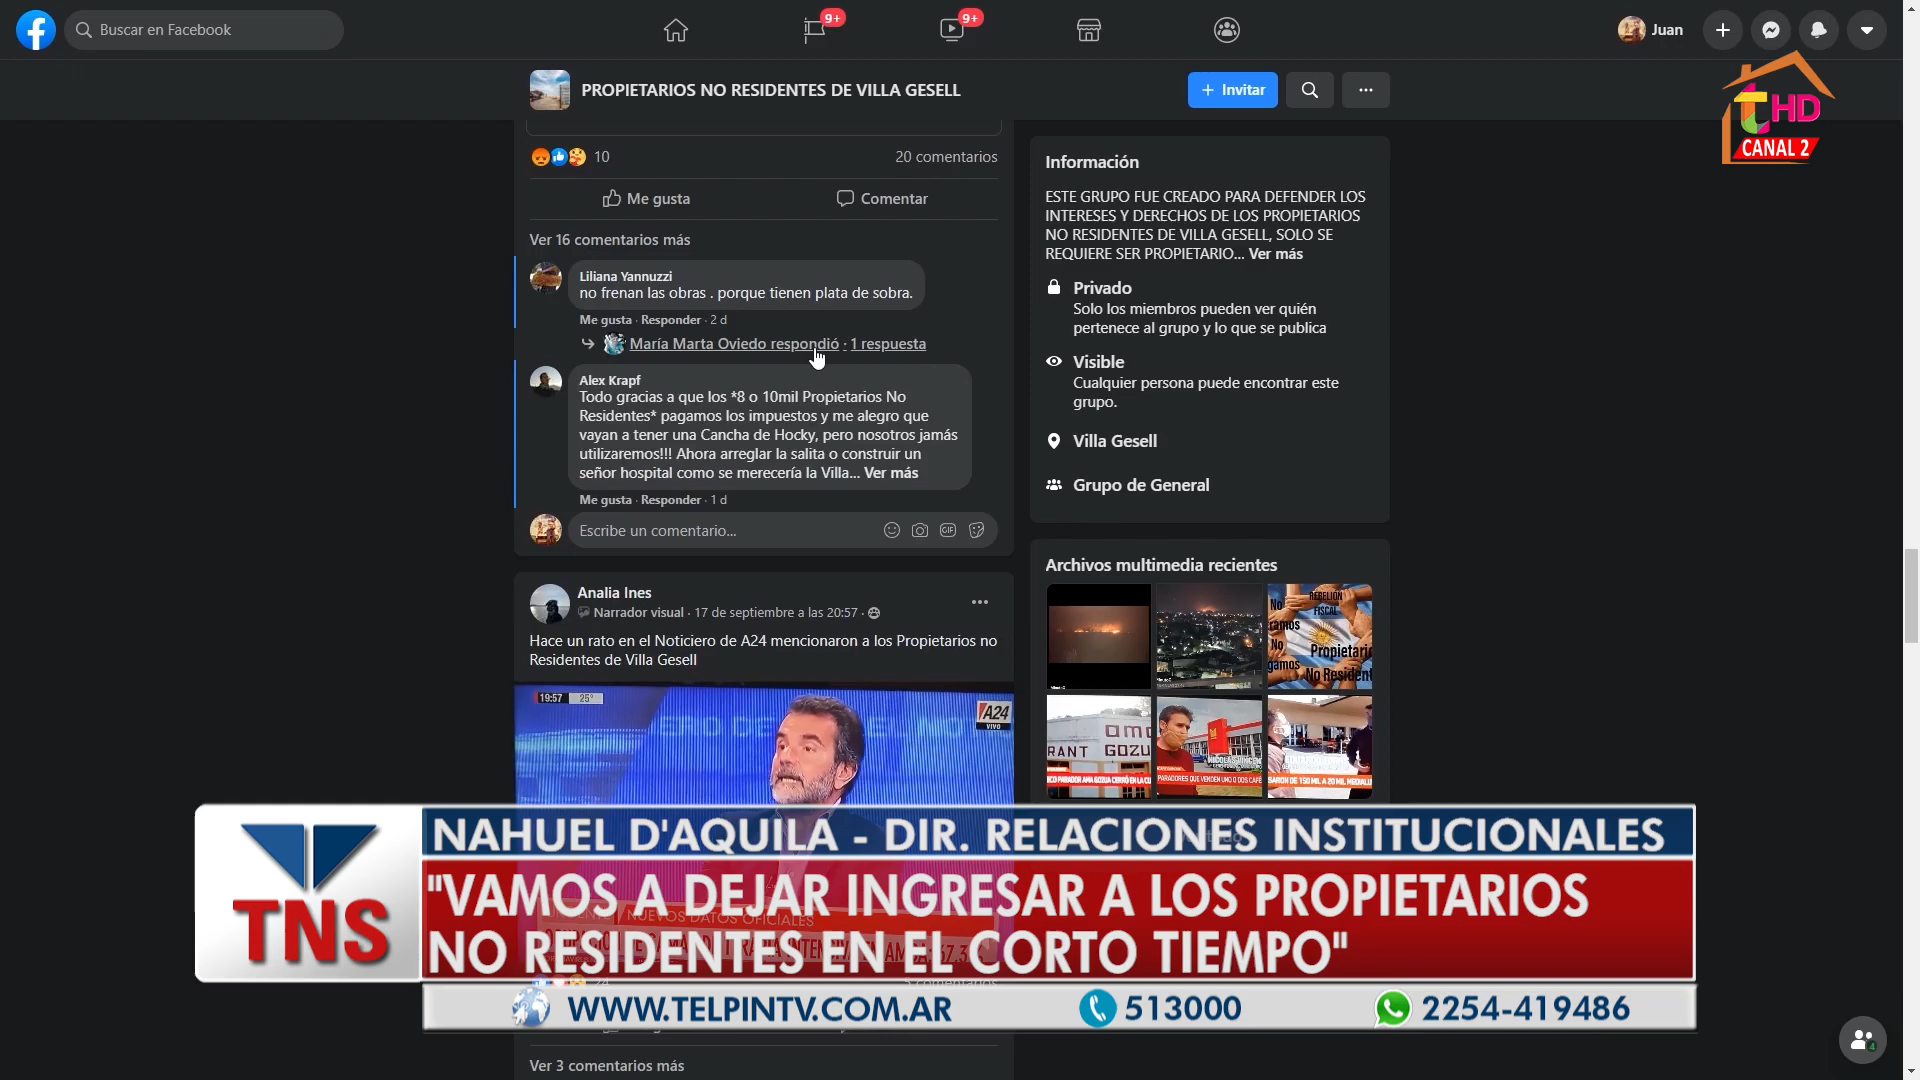 Buscar en Facebook
9+
9+
Juan
PROPIETARIOS NO RESIDENTES DE VILLA GESELL
+ Invitar
tHD
CANAL 2
10
20 comentarios
Me gusta
Comentar
Ver 16 comentarios más
Liliana Yannuzzi
no frenan las obras . porque tienen plata de sobra.
Me gusta · Responder · 2 d
María Marta Oviedo respondió · 1 respuesta
Alex Krapf
Todo gracias a que los *8 o 10mil Propietarios No
Residentes* pagamos los impuestos y me alegro que
vayan a tener una Cancha de Hocky, pero nosotros jamás
utilizaremos!!! Ahora arreglar la salita o construir un
señor hospital como se merecería la Villa... Ver más
Me gusta · Responder · 1 d
Escribe un comentario...
GIF
Analia Ines
Narrador visual · 17 de septiembre a las 20:57 ·
Hace un rato en el Noticiero de A24 mencionaron a los Propietarios no
Residentes de Villa Gesell
19:57 25°
A24
VIVO
Información
ESTE GRUPO FUE CREADO PARA DEFENDER LOS
INTERESES Y DERECHOS DE LOS PROPIETARIOS
NO RESIDENTES DE VILLA GESELL, SOLO SE
REQUIERE SER PROPIETARIO... Ver más
Privado
Solo los miembros pueden ver quién
pertenece al grupo y lo que se publica
Visible
Cualquier persona puede encontrar este
grupo.
Villa Gesell
Grupo de General
Archivos multimedia recientes
REBELIÓN
FISCAL
No
No
Propietari
No Residen
RANT GOZU
PARADORES QUE VENDEN UNO O DOS CAFÉ
SARON DE 150 MIL A 20 MIL MEDIALU
TNS
NAHUEL D'AQUILA - DIR. RELACIONES INSTITUCIONALES
"VAMOS A DEJAR INGRESAR A LOS PROPIETARIOS
NO RESIDENTES EN EL CORTO TIEMPO"
NUEVOS DATOS OFICIALES
WWW.TELPINTV.COM.AR
513000
2254-419486
Ver 3 comentarios más
4